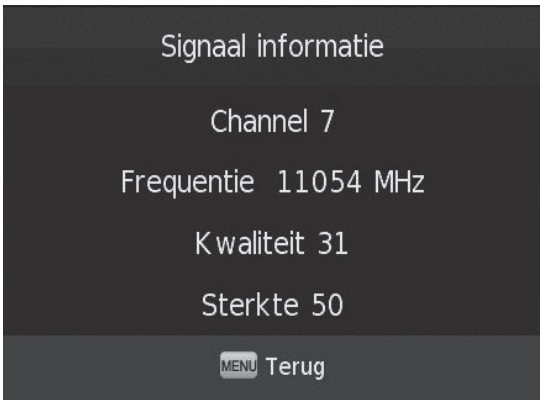 Signaal informatie
Channel 7
Frequentie 11054 MHz
Kwaliteit 31
Sterkte 50
MENU Terug